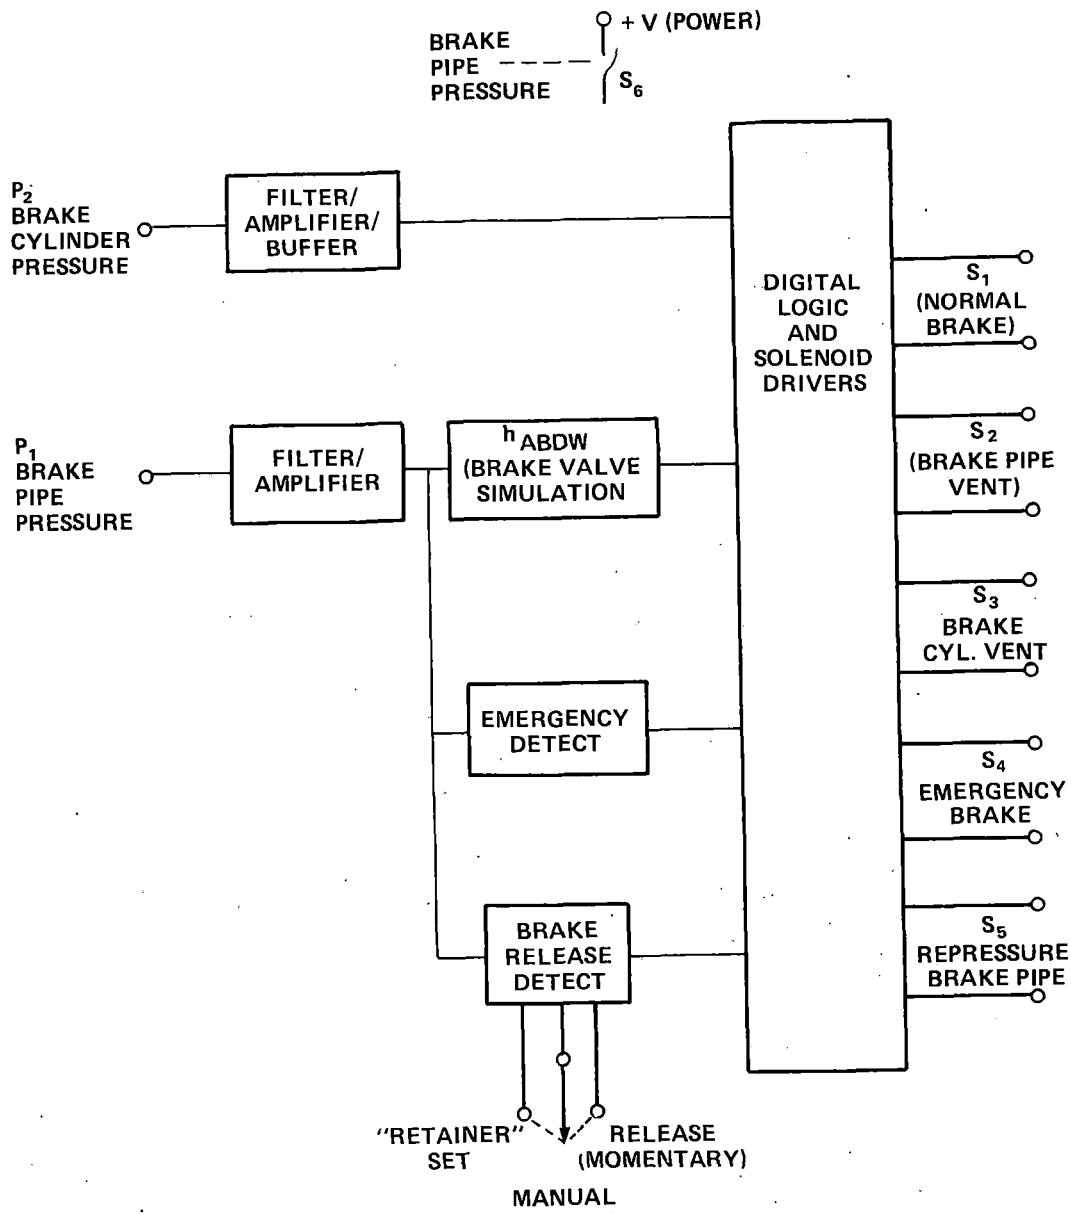 + V (POWER)
BRAKE
PIPE
PRESSURE
S6
P2
BRAKE
CYLINDER
PRESSURE
FILTER/
AMPLIFIER/
BUFFER
DIGITAL
LOGIC
AND
SOLENOID
DRIVERS
S1
(NORMAL
BRAKE)
P1
BRAKE
PIPE
PRESSURE
FILTER/
AMPLIFIER
hABDW
(BRAKE VALVE
SIMULATION
S2
(BRAKE PIPE
VENT)
S3
BRAKE
CYL. VENT
EMERGENCY
DETECT
S4
EMERGENCY
BRAKE
BRAKE
RELEASE
DETECT
S5
REPRESSURE
BRAKE PIPE
"RETAINER"
SET
RELEASE
(MOMENTARY)
MANUAL